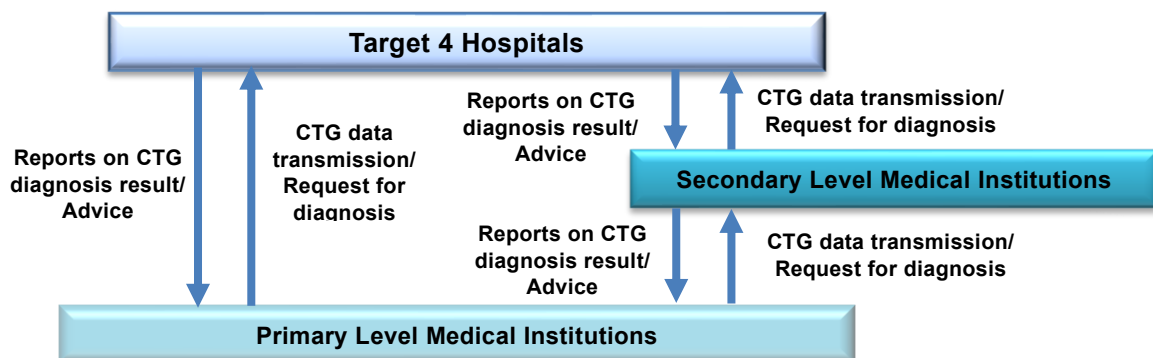 Target 4 Hospitals
Reports on CTG
diagnosis result/
Advice
CTG data
transmission/
Request for
diagnosis
Reports on CTG
diagnosis result/
Advice
CTG data transmission/
Request for diagnosis
Secondary Level Medical Institutions
Reports on CTG
diagnosis result/
Advice
CTG data transmission/
Request for diagnosis
Primary Level Medical Institutions